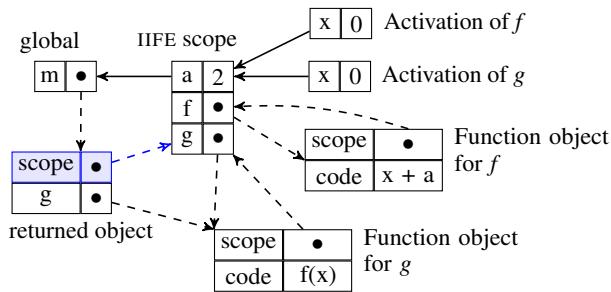 x 0 Activation of f
global IIFE scope
m a 2 x 0 Activation of g
f
g
scope Function object
scope code x + a for f
g
returned object
scope Function object
code f(x) for g